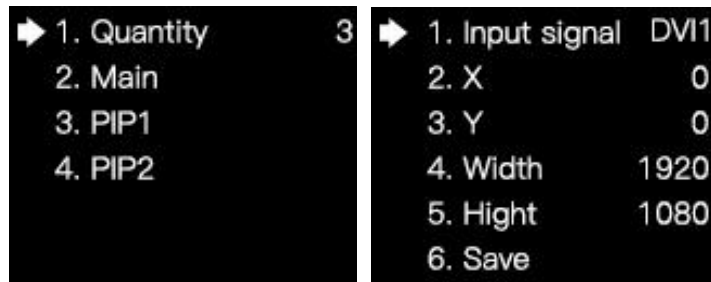 1. Quantity 3
2. Main
3. PIP1
4. PIP2
1. Input signal DVI1
2. X 0
3. Y 0
4. Width 1920
5. Hight 1080
6. Save